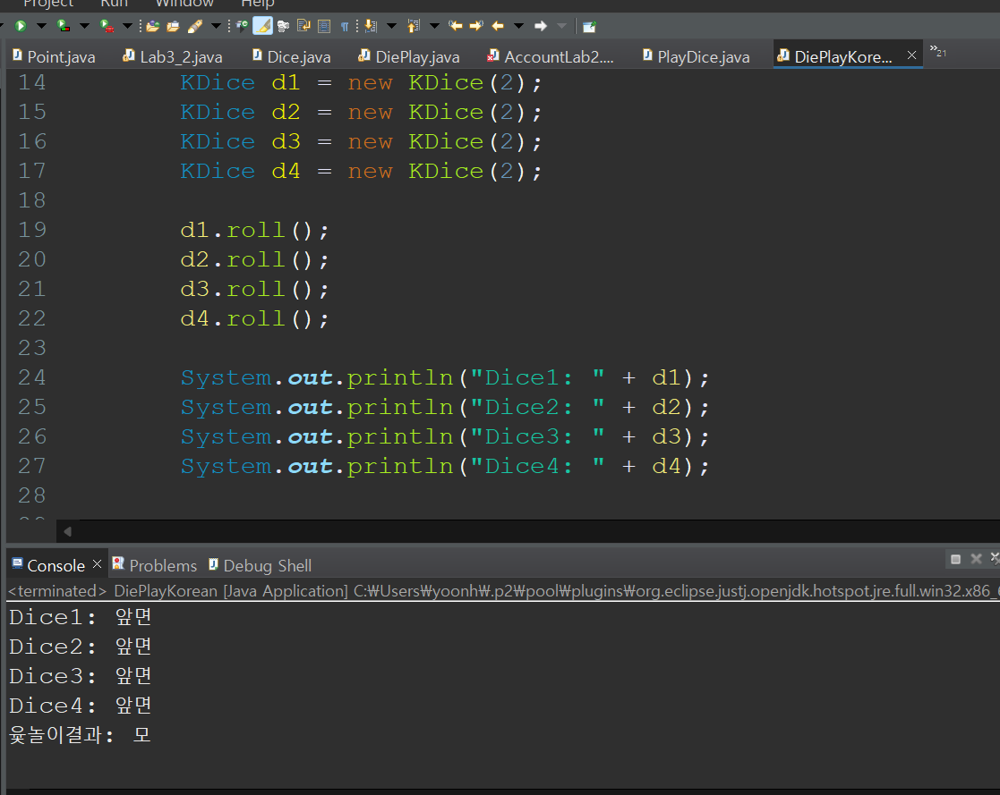 Project Run Window Help
Point.java Lab3_2.java Dice.java DiePlay.java AccountLab2.... PlayDice.java DiePlayKore... »21
14 KDice d1 = new KDice(2);
15 KDice d2 = new KDice(2);
16 KDice d3 = new KDice(2);
17 KDice d4 = new KDice(2);
18
19 d1.roll();
20 d2.roll();
21 d3.roll();
22 d4.roll();
23
24 System.out.println("Dice1: " + d1);
25 System.out.println("Dice2: " + d2);
26 System.out.println("Dice3: " + d3);
27 System.out.println("Dice4: " + d4);
28
Console Problems Debug Shell
<terminated> DiePlayKorean [Java Application] C:₩Users₩yoonh₩.p2₩pool₩plugins₩org.eclipse.justj.openjdk.hotspot.jre.full.win32.x86_
Dice1: 앞면
Dice2: 앞면
Dice3: 앞면
Dice4: 앞면
윷놀이결과: 모